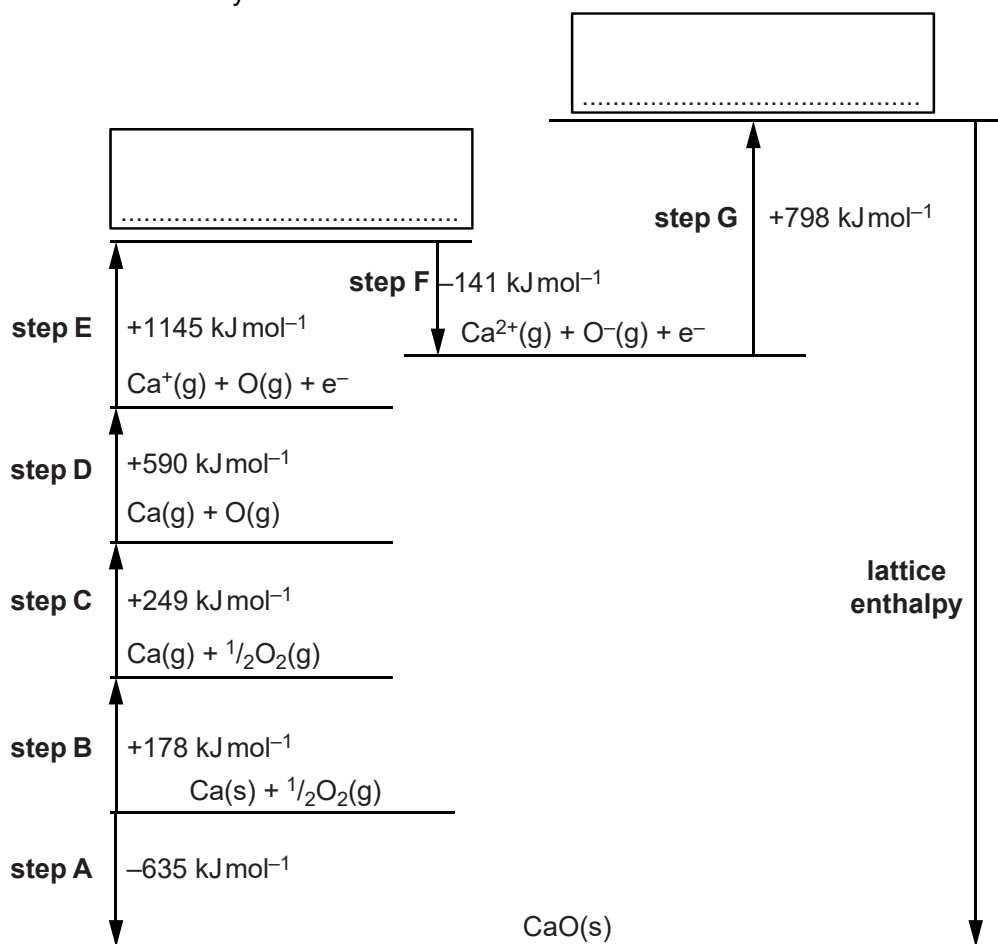 step G
+798 kJ mol⁻¹
step F
–141 kJ mol⁻¹
step E
+1145 kJ mol⁻¹
Ca²⁺(g) + O⁻(g) + e⁻
Ca⁺(g) + O(g) + e⁻
step D
+590 kJ mol⁻¹
Ca(g) + O(g)
lattice
enthalpy
step C
+249 kJ mol⁻¹
Ca(g) + ¹/₂O₂(g)
step B
+178 kJ mol⁻¹
Ca(s) + ¹/₂O₂(g)
step A
–635 kJ mol⁻¹
CaO(s)